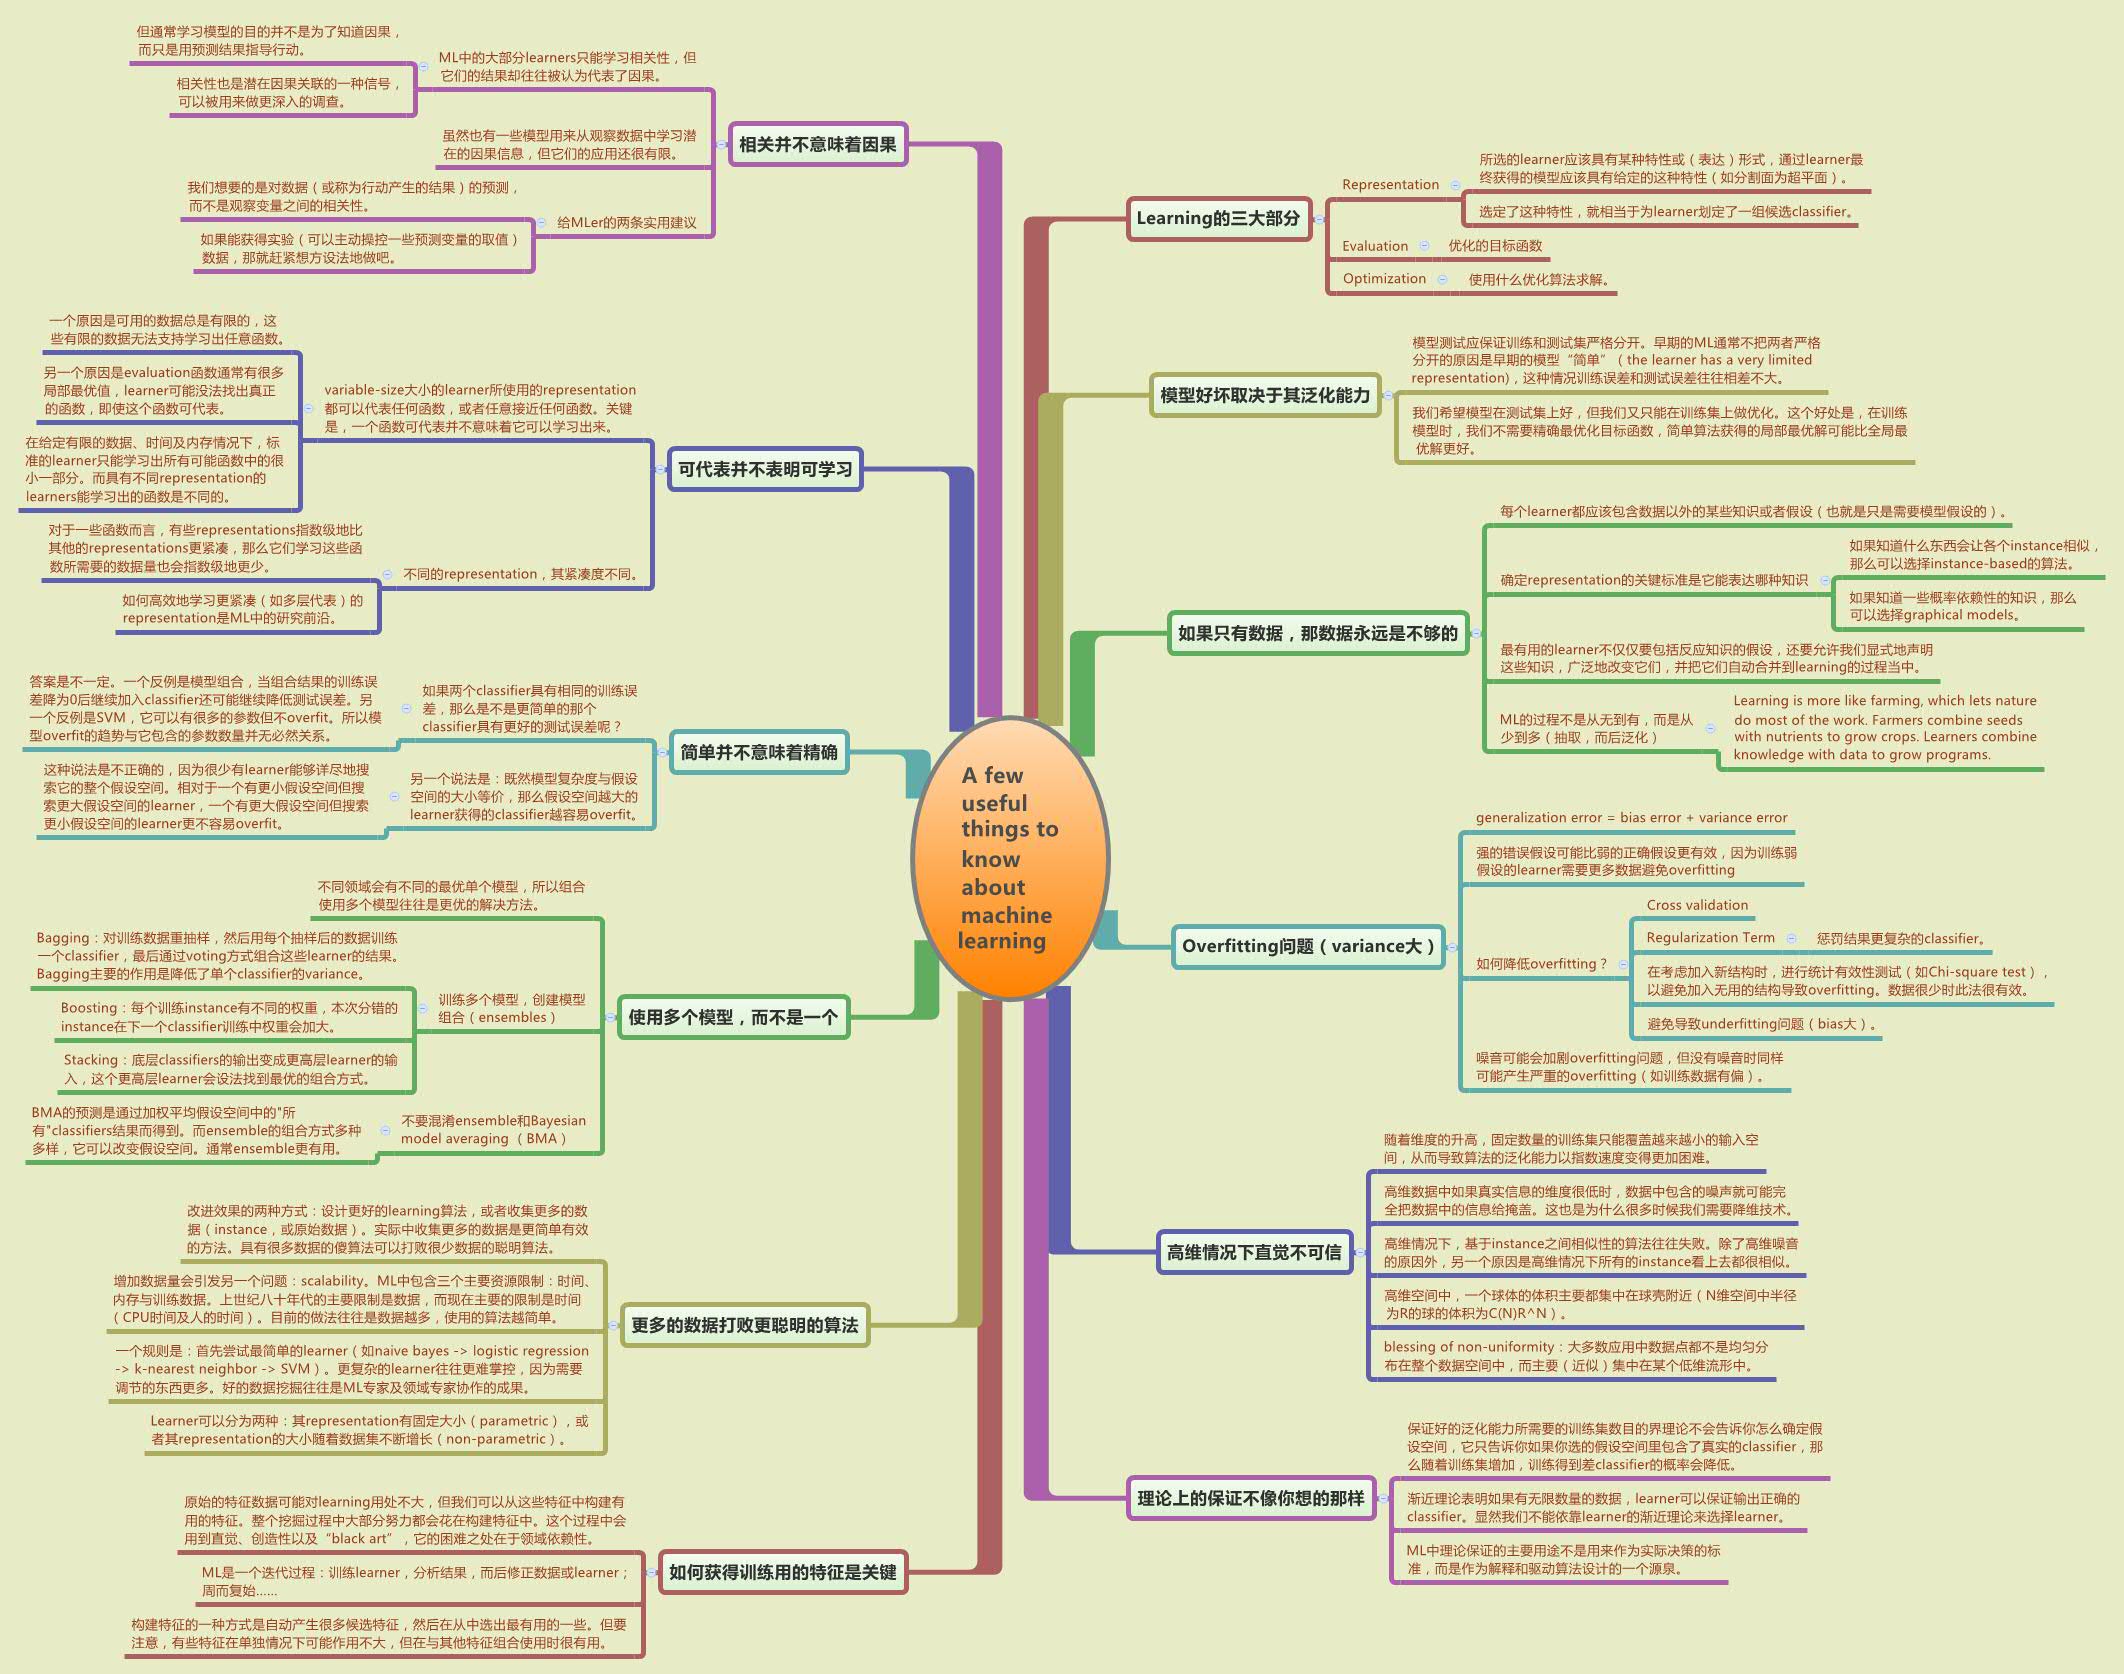 A few
useful
things to
know
about
machine
learning
Learning的三大部分
Representation
所选的learner应该具有某种特性或（表达）形式，通过learner最
终获得的模型应该具有给定的这种特性（如分割面为超平面）。
选定了这种特性，就相当于为learner划定了一组候选classifier。
Evaluation
优化的目标函数
Optimization
使用什么优化算法求解。
模型好坏取决于其泛化能力
模型测试应保证训练和测试集严格分开。早期的ML通常不把两者严格
分开的原因是早期的模型“简单”（ the learner has a very limited
representation)，这种情况训练误差和测试误差往往相差不大。
我们希望模型在测试集上好，但我们又只能在训练集上做优化。这个好处是，在训练
模型时，我们不需要精确最优化目标函数，简单算法获得的局部最优解可能比全局最
优解更好。
如果只有数据，那数据永远是不够的
每个learner都应该包含数据以外的某些知识或者假设（也就是只是需要模型假设的）。
确定representation的关键标准是它能表达哪种知识
如果知道什么东西会让各个instance相似，
那么可以选择instance-based的算法。
如果知道一些概率依赖性的知识，那么
可以选择graphical models。
最有用的learner不仅仅要包括反应知识的假设，还要允许我们显式地声明
这些知识，广泛地改变它们，并把它们自动合并到learning的过程当中。
ML的过程不是从无到有，而是从
少到多（抽取，而后泛化）
Learning is more like farming, which lets nature
do most of the work. Farmers combine seeds
with nutrients to grow crops. Learners combine
knowledge with data to grow programs.
Overfitting问题（variance大）
generalization error = bias error + variance error
强的错误假设可能比弱的正确假设更有效，因为训练弱
假设的learner需要更多数据避免overfitting
如何降低overfitting？
Cross validation
Regularization Term
惩罚结果更复杂的classifier。
在考虑加入新结构时，进行统计有效性测试（如Chi-square test），
以避免加入无用的结构导致overfitting。数据很少时此法很有效。
避免导致underfitting问题（bias大）。
噪音可能会加剧overfitting问题，但没有噪音时同样
可能产生严重的overfitting（如训练数据有偏）。
高维情况下直觉不可信
随着维度的升高，固定数量的训练集只能覆盖越来越小的输入空
间，从而导致算法的泛化能力以指数速度变得更加困难。
高维数据中如果真实信息的维度很低时，数据中包含的噪声就可能完
全把数据中的信息给掩盖。这也是为什么很多时候我们需要降维技术。
高维情况下，基于instance之间相似性的算法往往失败。除了高维噪音
的原因外，另一个原因是高维情况下所有的instance看上去都很相似。
高维空间中，一个球体的体积主要都集中在球壳附近（N维空间中半径
为R的球的体积为C(N)R^N）。
blessing of non-uniformity：大多数应用中数据点都不是均匀分
布在整个数据空间中，而主要（近似）集中在某个低维流形中。
理论上的保证不像你想的那样
保证好的泛化能力所需要的训练集数目的界理论不会告诉你怎么确定假
设空间，它只告诉你如果你选的假设空间里包含了真实的classifier，那
么随着训练集增加，训练得到差classifier的概率会降低。
渐近理论表明如果有无限数量的数据，learner可以保证输出正确的
classifier。显然我们不能依靠learner的渐近理论来选择learner。
ML中理论保证的主要用途不是用来作为实际决策的标
准，而是作为解释和驱动算法设计的一个源泉。
相关并不意味着因果
ML中的大部分learners只能学习相关性，但
它们的结果却往往被认为代表了因果。
但通常学习模型的目的并不是为了知道因果，
而只是用预测结果指导行动。
相关性也是潜在因果关联的一种信号，
可以被用来做更深入的调查。
虽然也有一些模型用来从观察数据中学习潜
在的因果信息，但它们的应用还很有限。
给MLer的两条实用建议
我们想要的是对数据（或称为行动产生的结果）的预测，
而不是观察变量之间的相关性。
如果能获得实验（可以主动操控一些预测变量的取值）
数据，那就赶紧想方设法地做吧。
可代表并不表明可学习
variable-size大小的learner所使用的representation
都可以代表任何函数，或者任意接近任何函数。关键
是，一个函数可代表并不意味着它可以学习出来。
一个原因是可用的数据总是有限的，这
些有限的数据无法支持学习出任意函数。
另一个原因是evaluation函数通常有很多
局部最优值，learner可能没法找出真正
的函数，即使这个函数可代表。
在给定有限的数据、时间及内存情况下，标
准的learner只能学习出所有可能函数中的很
小一部分。而具有不同representation的
learners能学习出的函数是不同的。
不同的representation，其紧凑度不同。
对于一些函数而言，有些representations指数级地比
其他的representations更紧凑，那么它们学习这些函
数所需要的数据量也会指数级地更少。
如何高效地学习更紧凑（如多层代表）的
representation是ML中的研究前沿。
简单并不意味着精确
如果两个classifier具有相同的训练误
差，那么是不是更简单的那个
classifier具有更好的测试误差呢？
答案是不一定。一个反例是模型组合，当组合结果的训练误
差降为0后继续加入classifier还可能继续降低测试误差。另
一个反例是SVM，它可以有很多的参数但不overfit。所以模
型overfit的趋势与它包含的参数数量并无必然关系。
另一个说法是：既然模型复杂度与假设
空间的大小等价，那么假设空间越大的
learner获得的classifier越容易overfit。
这种说法是不正确的，因为很少有learner能够详尽地搜
索它的整个假设空间。相对于一个有更小假设空间但搜
索更大假设空间的learner，一个有更大假设空间但搜索
更小假设空间的learner更不容易overfit。
使用多个模型，而不是一个
不同领域会有不同的最优单个模型，所以组合
使用多个模型往往是更优的解决方法。
训练多个模型，创建模型
组合（ensembles）
Bagging：对训练数据重抽样，然后用每个抽样后的数据训练
一个classifier，最后通过voting方式组合这些learner的结果。
Bagging主要的作用是降低了单个classifier的variance。
Boosting：每个训练instance有不同的权重，本次分错的
instance在下一个classifier训练中权重会加大。
Stacking：底层classifiers的输出变成更高层learner的输
入，这个更高层learner会设法找到最优的组合方式。
不要混淆ensemble和Bayesian
model averaging （BMA）
BMA的预测是通过加权平均假设空间中的"所
有"classifiers结果而得到。而ensemble的组合方式多种
多样，它可以改变假设空间。通常ensemble更有用。
更多的数据打败更聪明的算法
改进效果的两种方式：设计更好的learning算法，或者收集更多的数
据（instance，或原始数据）。实际中收集更多的数据是更简单有效
的方法。具有很多数据的傻算法可以打败很少数据的聪明算法。
增加数据量会引发另一个问题：scalability。ML中包含三个主要资源限制：时间、
内存与训练数据。上世纪八十年代的主要限制是数据，而现在主要的限制是时间
（CPU时间及人的时间）。目前的做法往往是数据越多，使用的算法越简单。
一个规则是：首先尝试最简单的learner（如naive bayes -> logistic regression
-> k-nearest neighbor -> SVM）。更复杂的learner往往更难掌控，因为需要
调节的东西更多。好的数据挖掘往往是ML专家及领域专家协作的成果。
Learner可以分为两种：其representation有固定大小（parametric），或
者其representation的大小随着数据集不断增长（non-parametric）。
如何获得训练用的特征是关键
原始的特征数据可能对learning用处不大，但我们可以从这些特征中构建有
用的特征。整个挖掘过程中大部分努力都会花在构建特征中。这个过程中会
用到直觉、创造性以及“black art”，它的困难之处在于领域依赖性。
ML是一个迭代过程：训练learner，分析结果，而后修正数据或learner；
周而复始......
构建特征的一种方式是自动产生很多候选特征，然后在从中选出最有用的一些。但要
注意，有些特征在单独情况下可能作用不大，但在与其他特征组合使用时很有用。